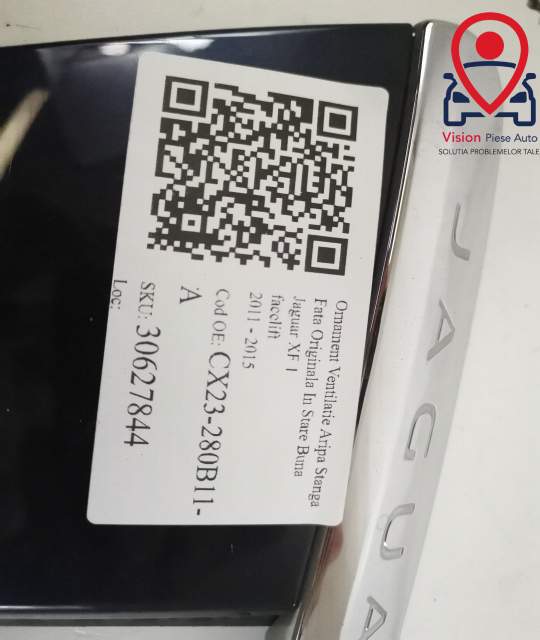 Vision Piese Auto
SOLUTIA PROBLEMELOR TALE
Ornament Ventilatie Aripa Stanga
Fata Originala In Stare Buna
Jaguar XF 1
facelift
2011 - 2015
Cod OE: CX23-280B11-
A
SKU: 30627844
Loc:
JAGUA